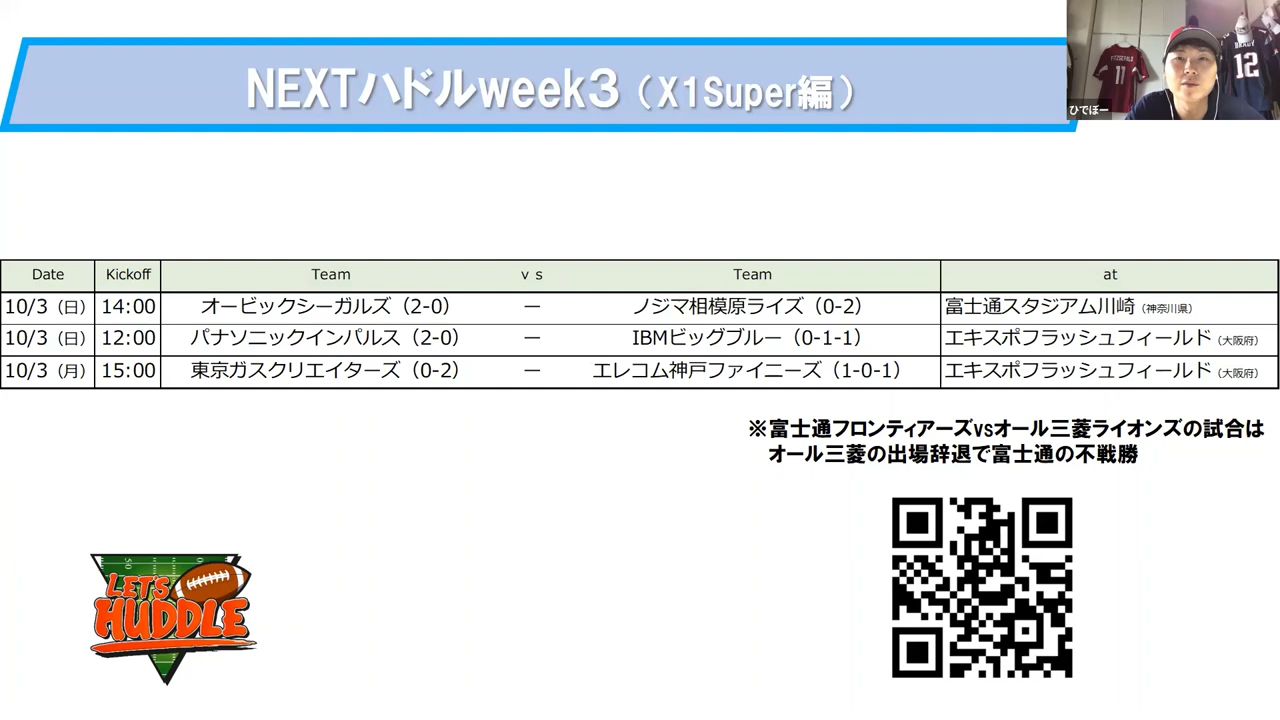 NEXTハドルweek3（X1Super編）
FITZGERALD
11
BRADY
12
ひでぼー
Date Kickoff Team vs Team at
10/3（日） 14:00 オービックシーガルズ（2-0） ― ノジマ相模原ライズ（0-2） 富士通スタジアム川崎（神奈川県）
10/3（日） 12:00 パナソニックインパルス（2-0） ― IBMビッグブルー（0-1-1） エキスポフラッシュフィールド（大阪府）
10/3（月） 15:00 東京ガスクリエイターズ（0-2） ― エレコム神戸ファイニーズ（1-0-1） エキスポフラッシュフィールド（大阪府）
※富士通フロンティアーズvsオール三菱ライオンズの試合は
オール三菱の出場辞退で富士通の不戦勝
LET'S
HUDDLE